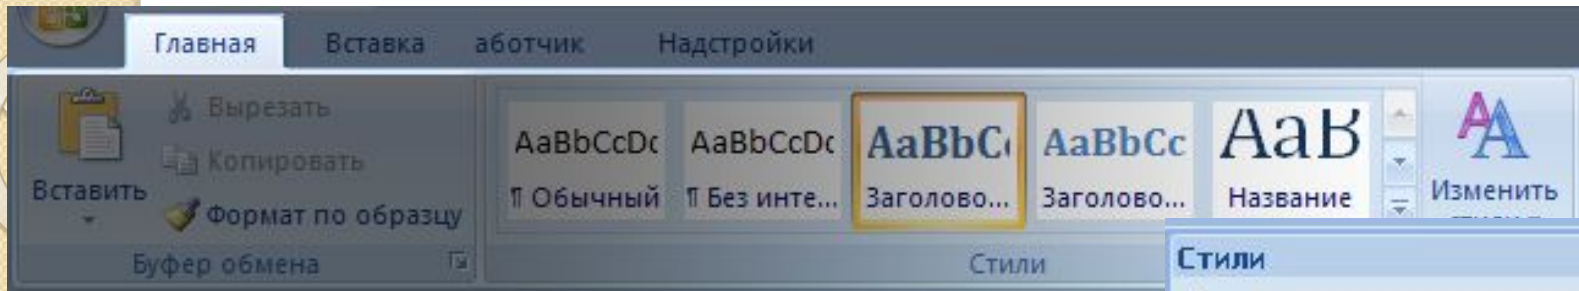 Главная Вставка аботчик Надстройки
Вырезать
Копировать
Вставить
Формат по образцу
Буфер обмена
AaBbCcDc AaBbCcDc AaBbC AaBbCc AaB
¶ Обычный ¶ Без инте... Заголово... Заголово... Название
Изменить
Стили
Стили